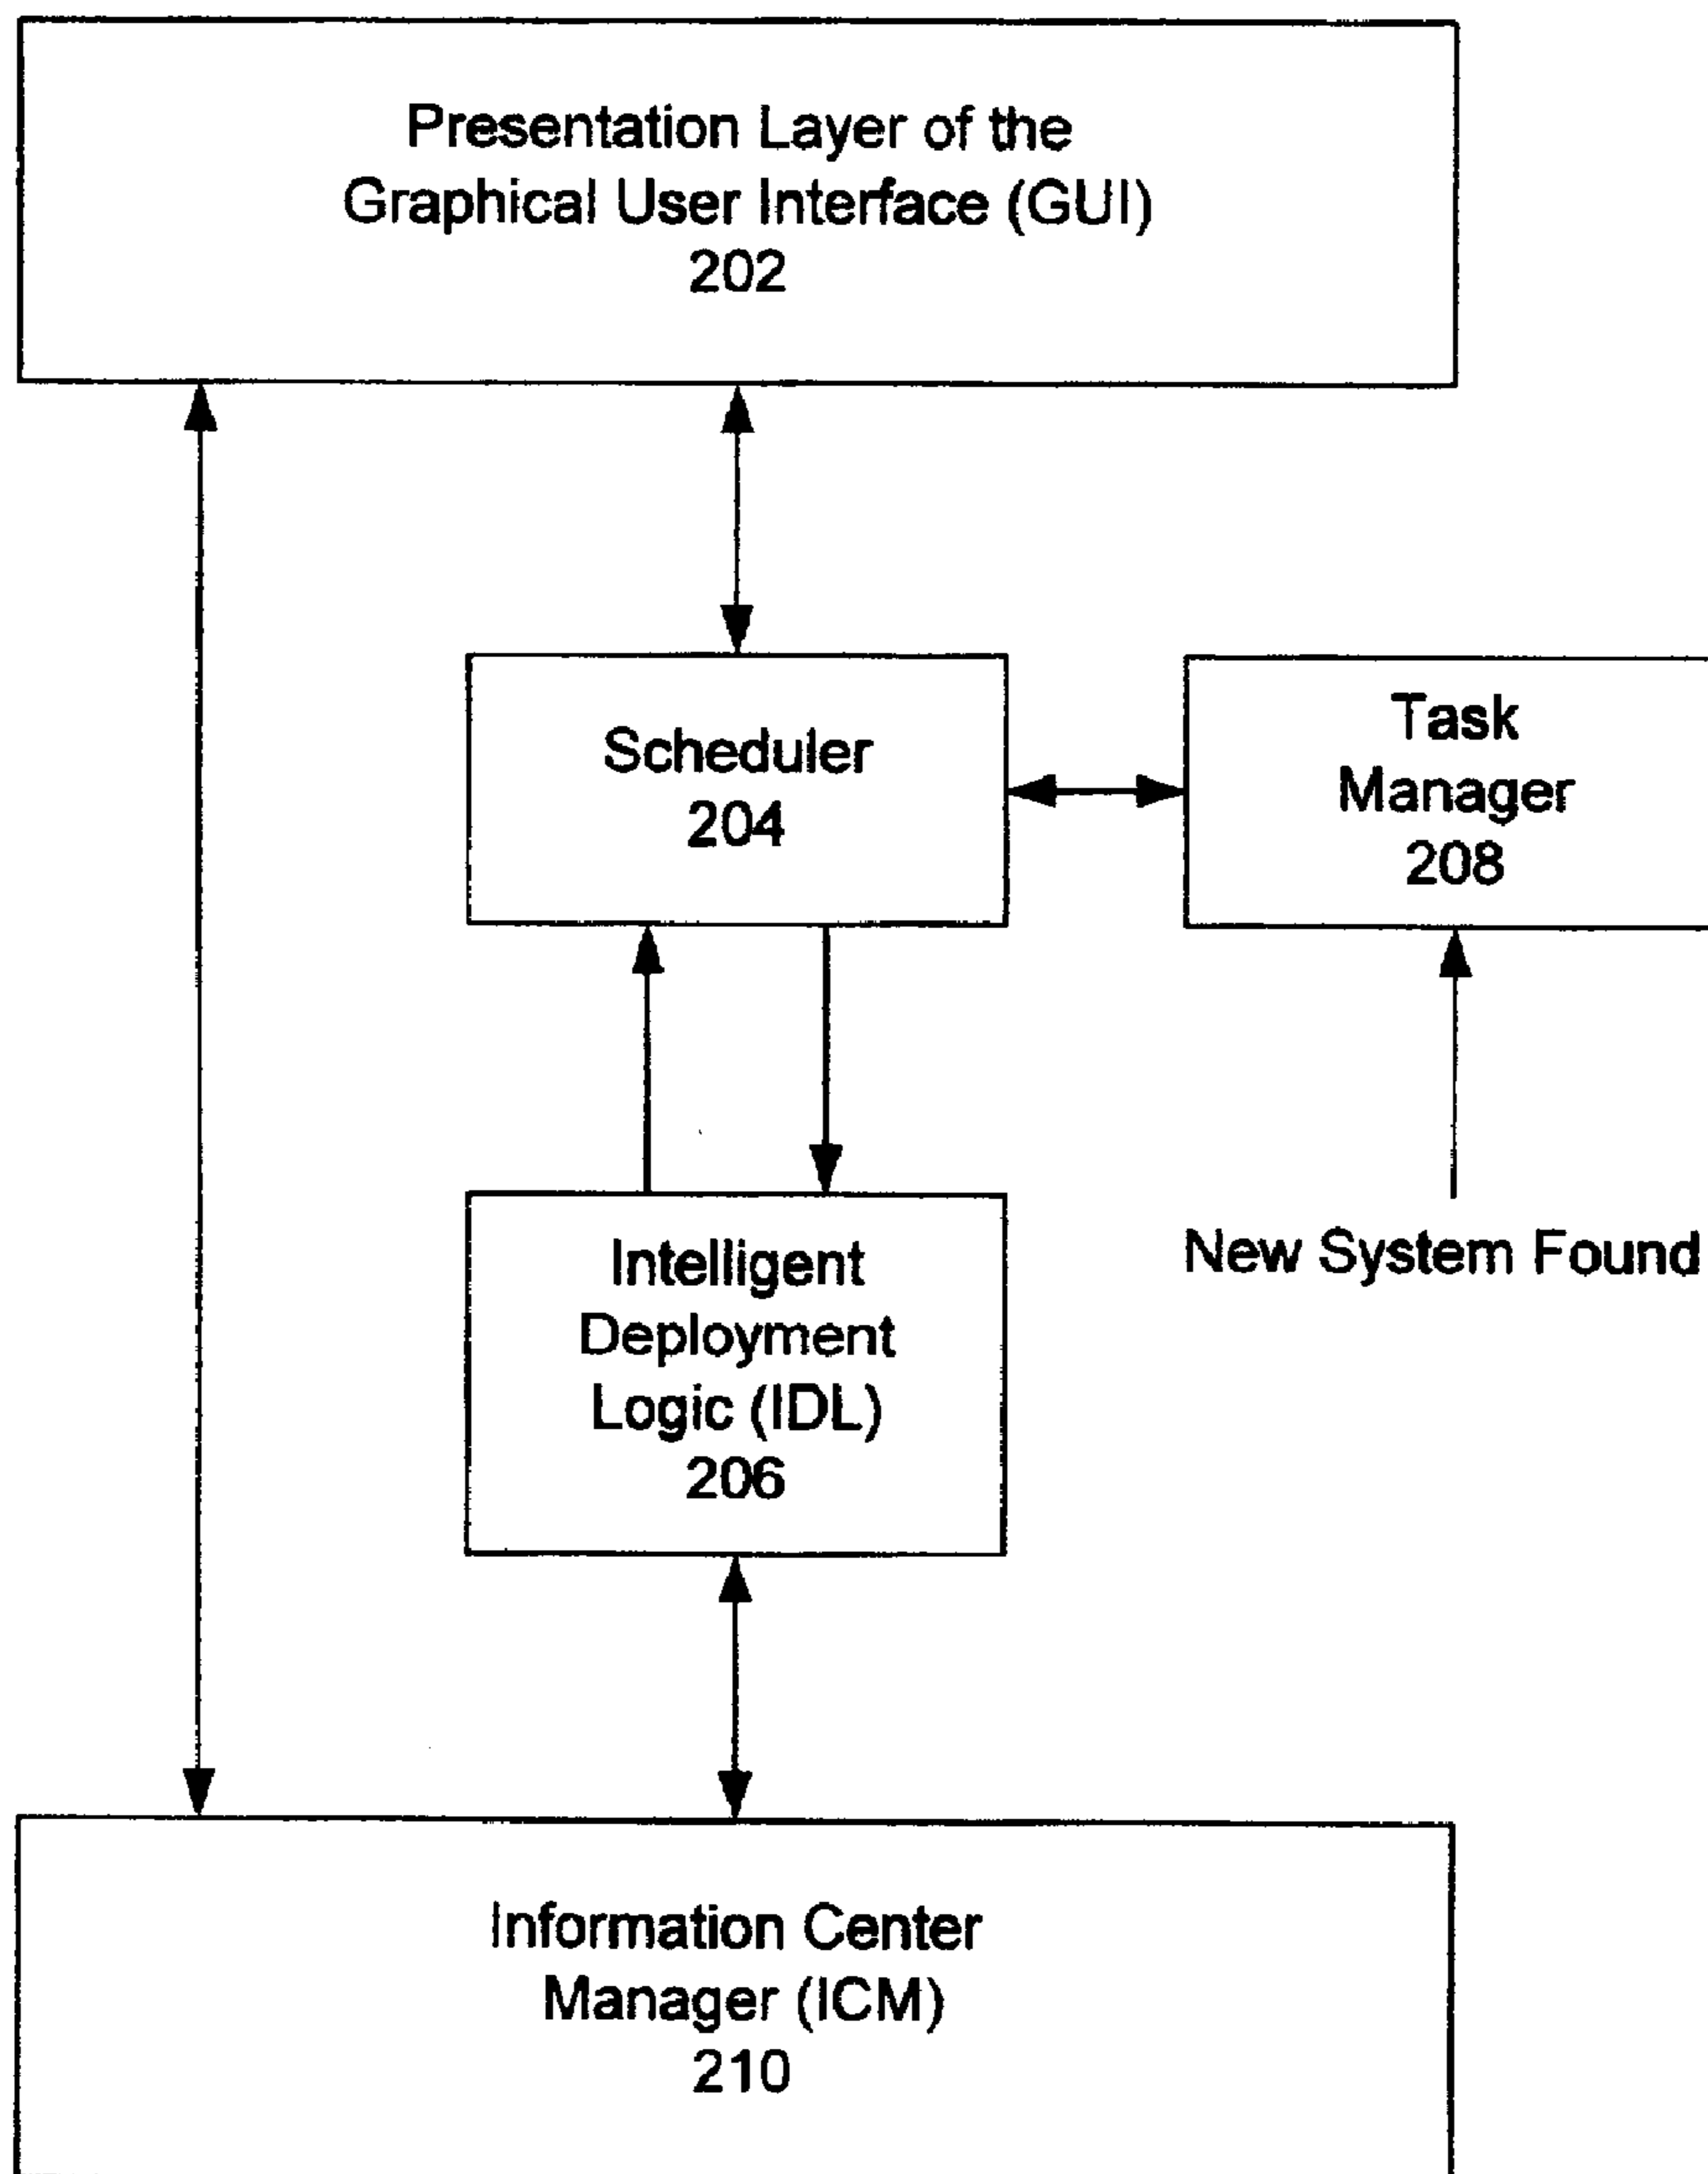 Presentation Layer of the
Graphical User Interface (GUI)
202
Scheduler
204
Task
Manager
208
Intelligent
Deployment
Logic (IDL)
206
New System Found
Information Center
Manager (ICM)
210